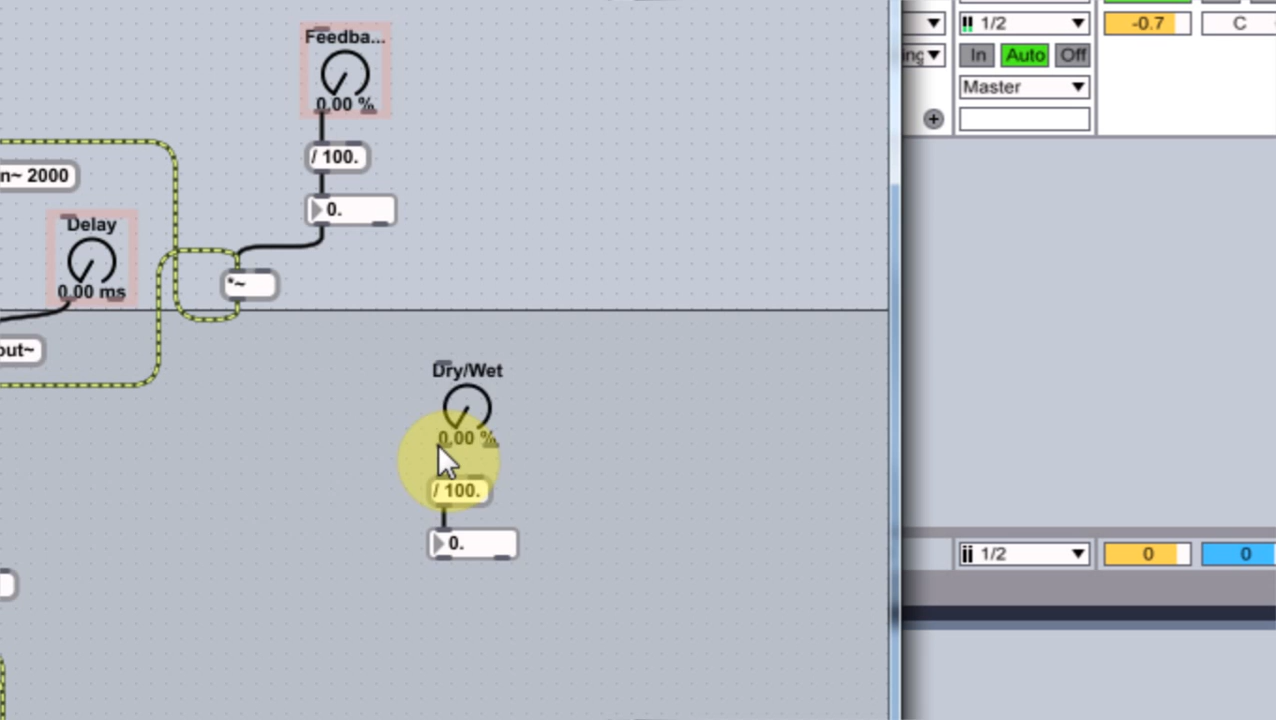 Feedba...
0.00 %
/ 100.
0.
n~ 2000
Delay
0.00 ms
*~
out~
Dry/Wet
0.00 %
/ 100.
0.
1/2
-0.7
C
In
Auto
Off
Master
1/2
0
0